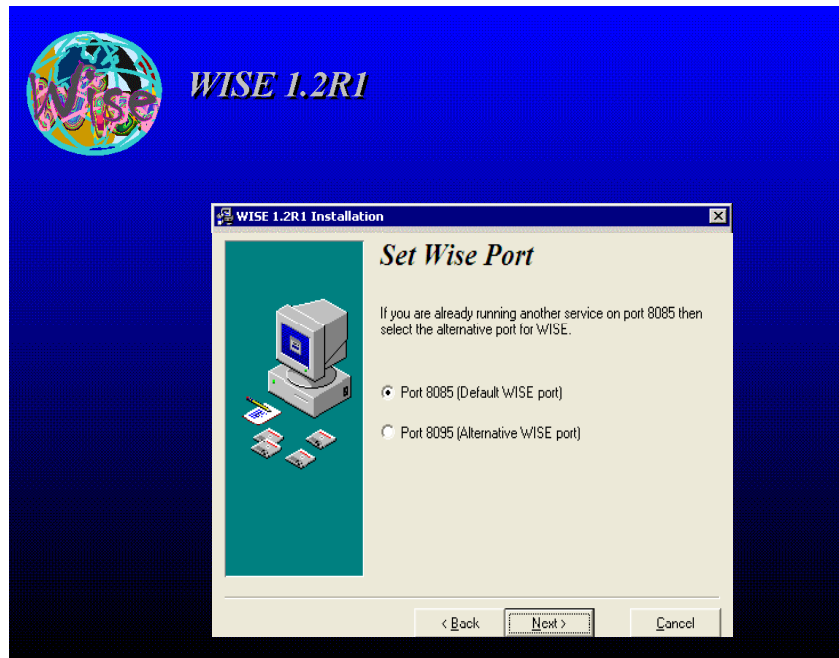 Wise
WISE 1.2R1
WISE 1.2R1 Installation
Set Wise Port
If you are already running another service on port 8085 then
select the alternative port for WISE.
Port 8085 (Default WISE port)
Port 8095 (Alternative WISE port)
< Back
Next >
Cancel